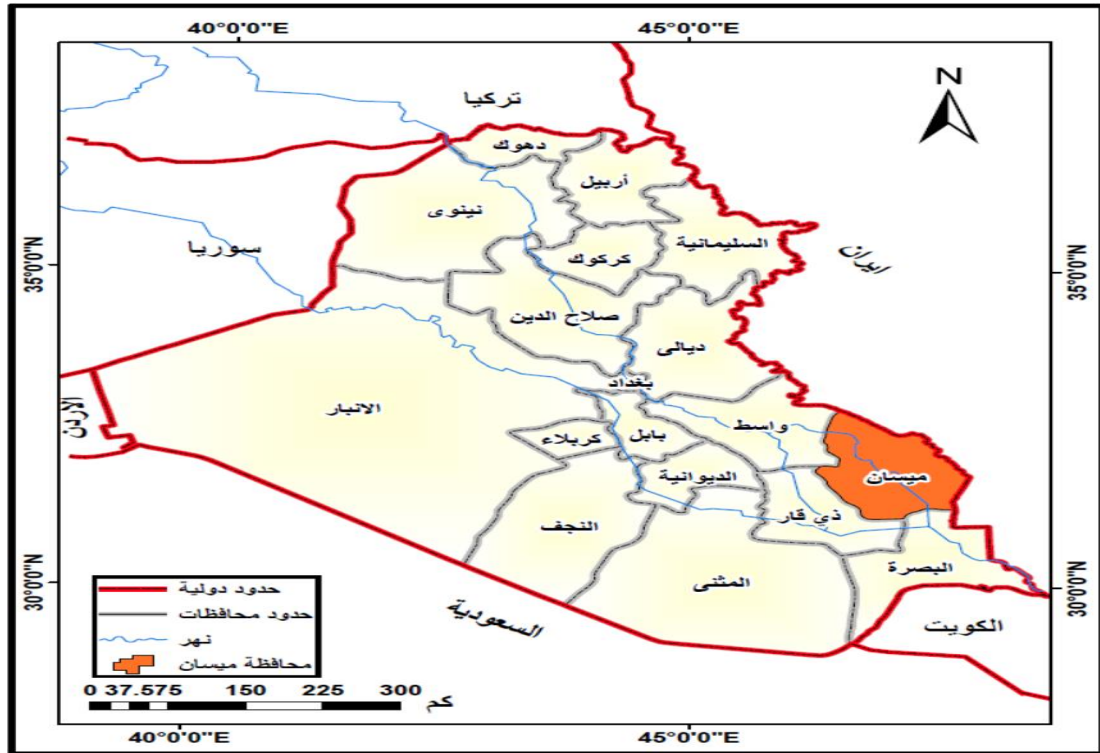 40°0'0"E 45°0'0"E
N
تركيا
دهوك
أربيل
نينوى
السليمانية
سوريا
كركوك
ايران
35°0'0"N 35°0'0"N
صلاح الدين
ديالى
بغداد
الانبار
واسط
الاردن
بابل
كربلاء
ميسان
الديوانية
ذي قار
النجف
البصرة
المثنى
30°0'0"N 30°0'0"N
السعودية
الكويت
حدود دولية
حدود محافظات
نهر
محافظة ميسان
0 37.575 150 225 300 كم
40°0'0"E 45°0'0"E